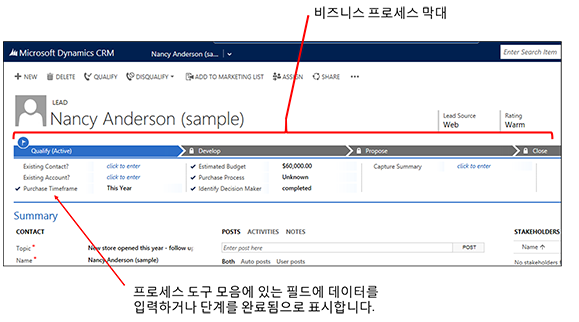 비즈니스 프로세스 막대
Microsoft Dynamics CRM
Nancy Anderson (sa...
Enter Search Item
NEW
DELETE
QUALIFY
DISQUALIFY
ADD TO MARKETING LIST
ASSIGN
SHARE
LEAD
Nancy Anderson (sample)
Lead Source
Web
Rating
Warm
Qualify (Active)
Develop
Propose
Close
Existing Contact? click to enter
Existing Account? click to enter
Purchase Timeframe This Year
Estimated Budget $60,000.00
Purchase Process Unknown
Identify Decision Maker completed
Capture Summary click to enter
Summary
CONTACT
Topic* New store opened this year - follow up
Name* Nancy Anderson (sample)
POSTS ACTIVITIES NOTES
Enter post here POST
Both Auto posts User posts
STAKEHOLDERS
Name
No stakeholders f
프로세스 도구 모음에 있는 필드에 데이터를
입력하거나 단계를 완료됨으로 표시합니다.